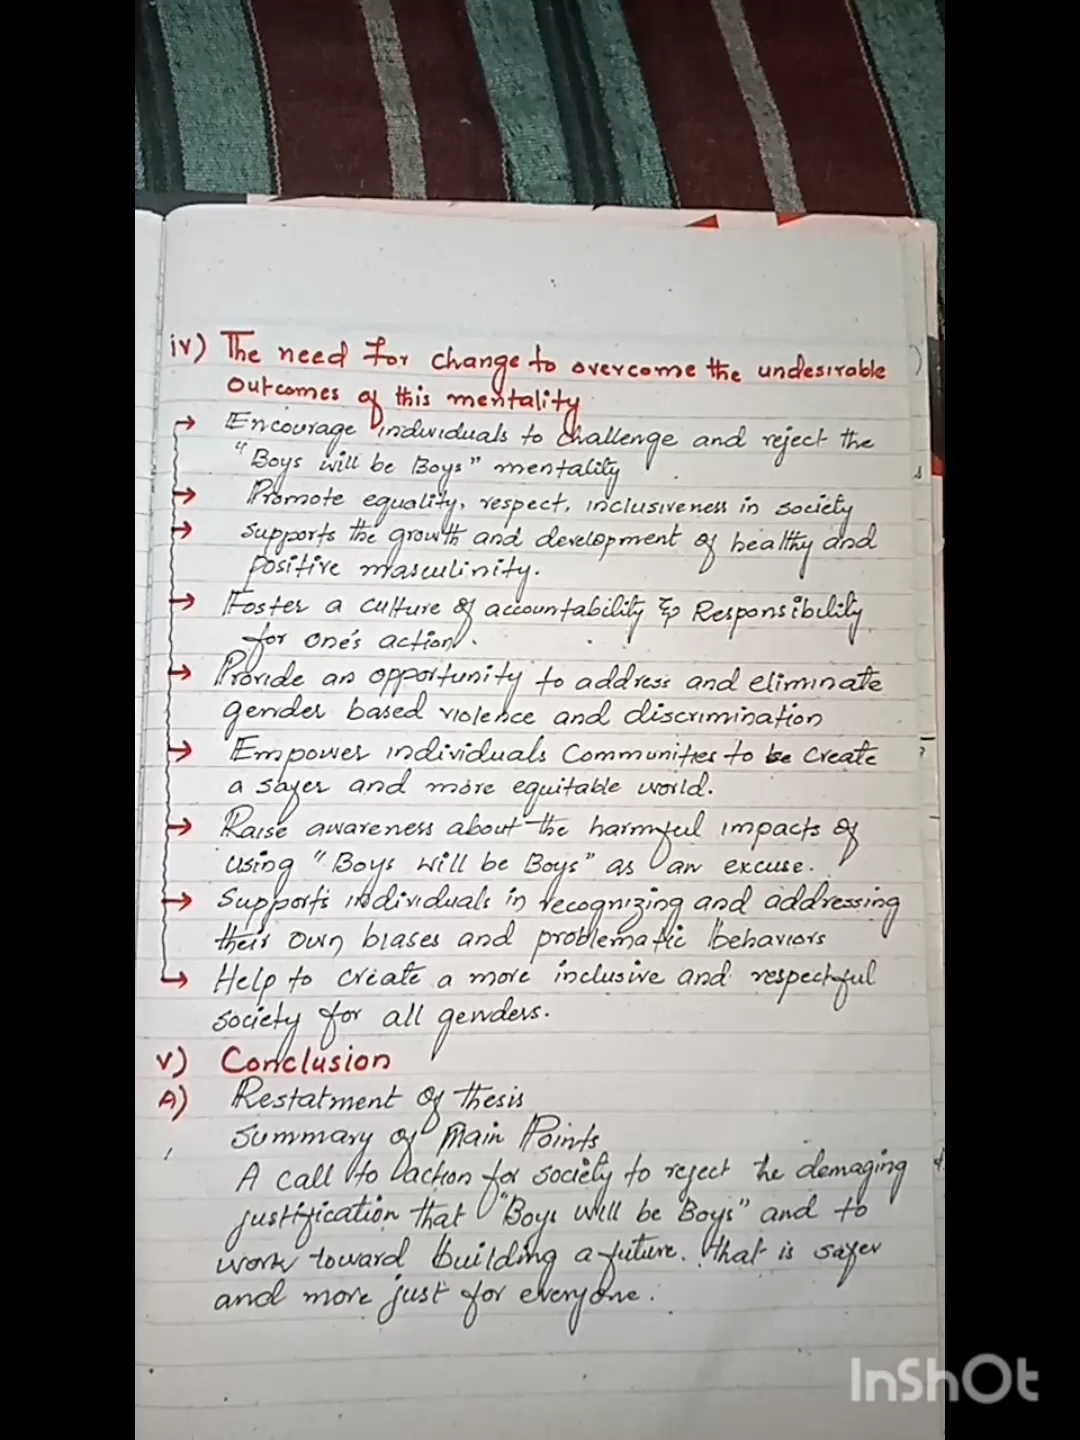 iv) The need for change to overcome the undesirable
outcomes of this mentality
→ Encourage individuals to challenge and reject the
"Boys will be Boys" mentality
→ Promote equality, respect, inclusiveness in society
→ Supports the growth and development of healthy and
positive masculinity.
→ Foster a culture of accountability & Responsibility
for one's action.
→ Provide an opportunity to address and eliminate
gender based violence and discrimination
→ Empower individuals Communities to be create
a safer and more equitable world.
→ Raise awareness about the harmful impacts of
using "Boys will be Boys" as an excuse.
→ Supports individuals in recognizing and addressing
their own biases and problematic behaviors
→ Help to create a more inclusive and respectful
society for all genders.
v) Conclusion
A) Restatment of thesis
Summary of Main Points
A call to action for society to reject the demaging
justification that "Boys will be Boys" and to
work toward building a future. that is safer
and more just for everyone.
InShOt